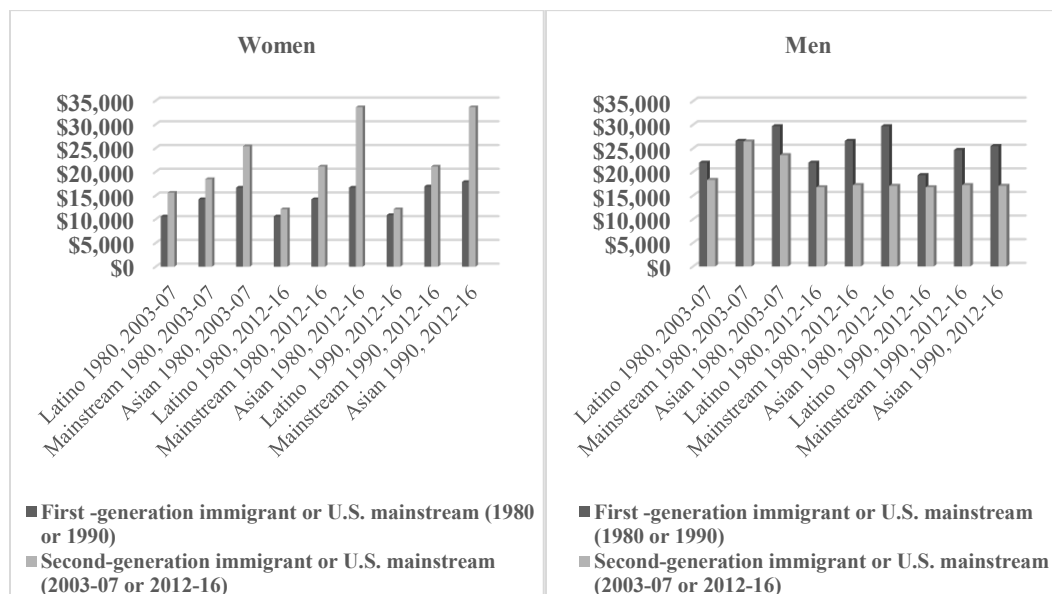 Women
$35,000
$30,000
$25,000
$20,000
$15,000
$10,000
$5,000
$0
Latino 1980, 2003-07
Mainstream 1980, 2003-07
Asian 1980, 2003-07
Latino 1980, 2012-16
Mainstream 1980, 2012-16
Asian 1980, 2012-16
Latino 1990, 2012-16
Mainstream 1990, 2012-16
Asian 1990, 2012-16
First -generation immigrant or U.S. mainstream (1980
or 1990)
Second-generation immigrant or U.S. mainstream
(2003-07 or 2012-16)
Men
$35,000
$30,000
$25,000
$20,000
$15,000
$10,000
$5,000
$0
Latino 1980, 2003-07
Mainstream 1980, 2003-07
Asian 1980, 2003-07
Latino 1980, 2012-16
Mainstream 1980, 2012-16
Asian 1980, 2012-16
Latino 1990, 2012-16
Mainstream 1990, 2012-16
Asian 1990, 2012-16
First -generation immigrant or U.S. mainstream
(1980 or 1990)
Second-generation immigrant or U.S. mainstream
(2003-07 or 2012-16)